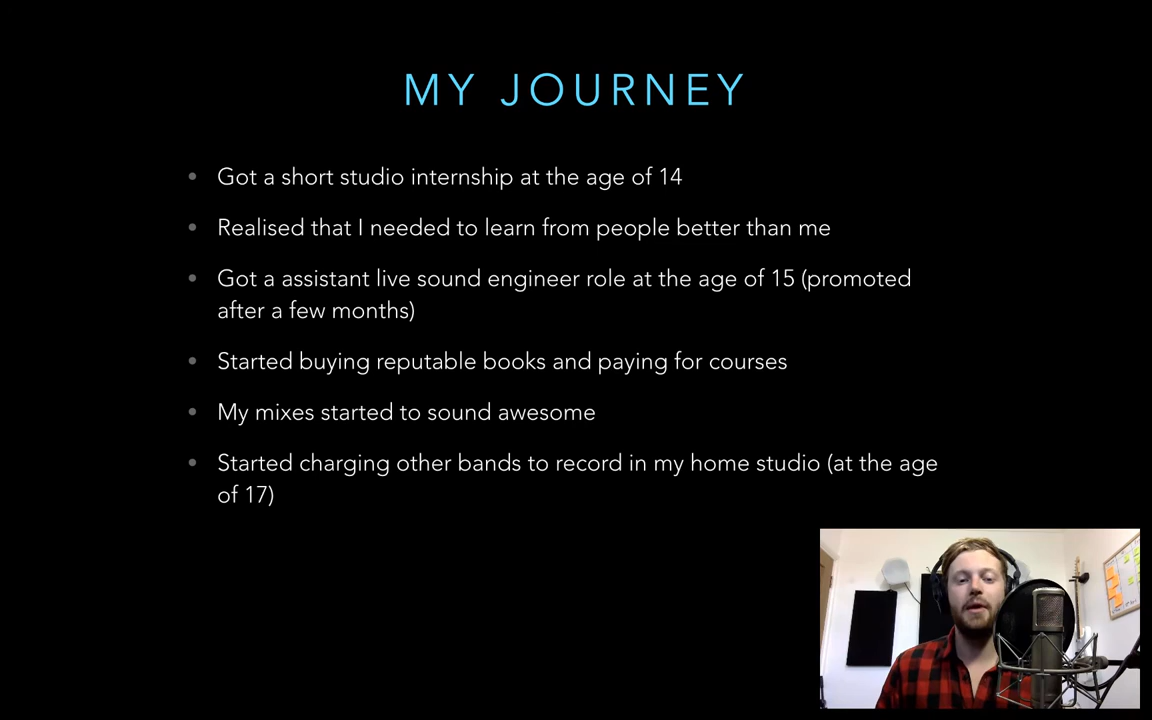 MY JOURNEY
• Got a short studio internship at the age of 14
• Realised that I needed to learn from people better than me
• Got a assistant live sound engineer role at the age of 15 (promoted
after a few months)
• Started buying reputable books and paying for courses
• My mixes started to sound awesome
• Started charging other bands to record in my home studio (at the age
of 17)